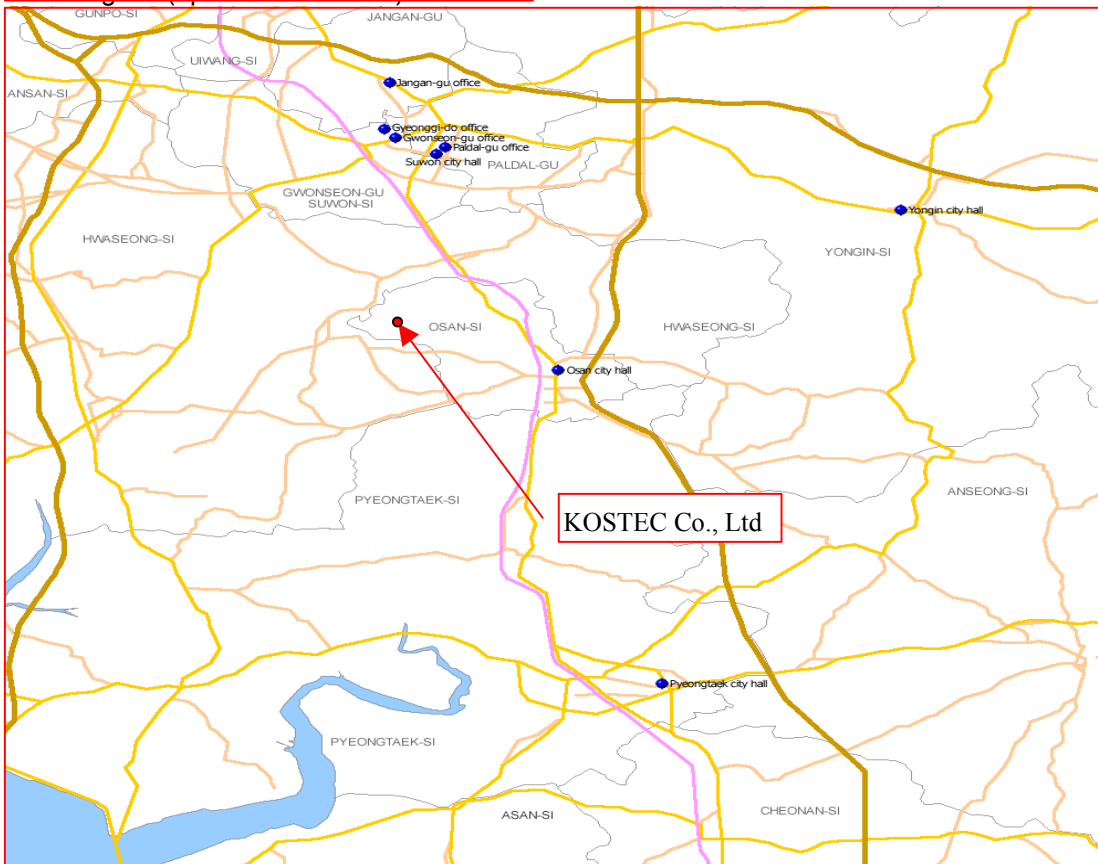 GUNPO-SI
JANGAN-GU
UIWANG-SI
ANSAN-SI
Jangan-gu office
Gyeonggi-do office
Gwonseon-gu office
Paldal-gu office
Suwon city hall
PALDAL-GU
GWONSEON-GU
SUWON-SI
Yongin city hall
HWASEONG-SI
YONGIN-SI
OSAN-SI
HWASEONG-SI
Osan city hall
PYEONGTAEK-SI
ANSEONG-SI
KOSTEC Co., Ltd
Pyeongtaek city hall
PYEONGTAEK-SI
CHEONAN-SI
ASAN-SI